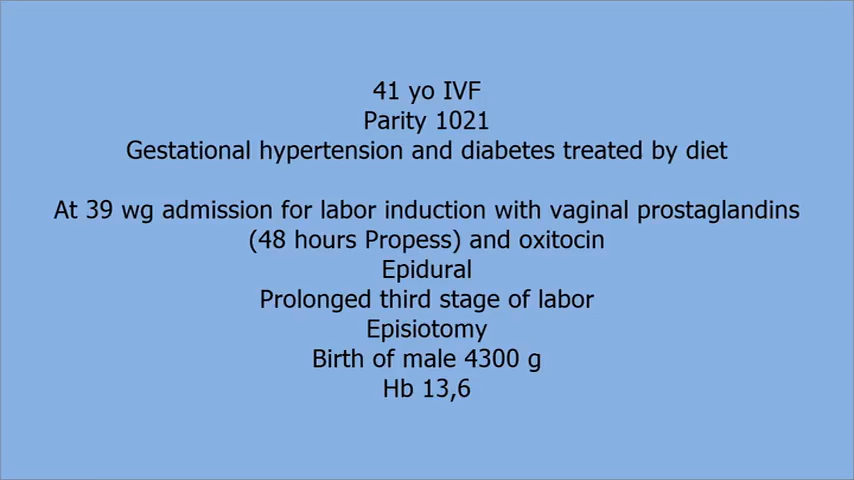 41 yo IVF
Parity 1021
Gestational hypertension and diabetes treated by diet
At 39 wg admission for labor induction with vaginal prostaglandins
(48 hours Propess) and oxitocin
Epidural
Prolonged third stage of labor
Episiotomy
Birth of male 4300 g
Hb 13,6